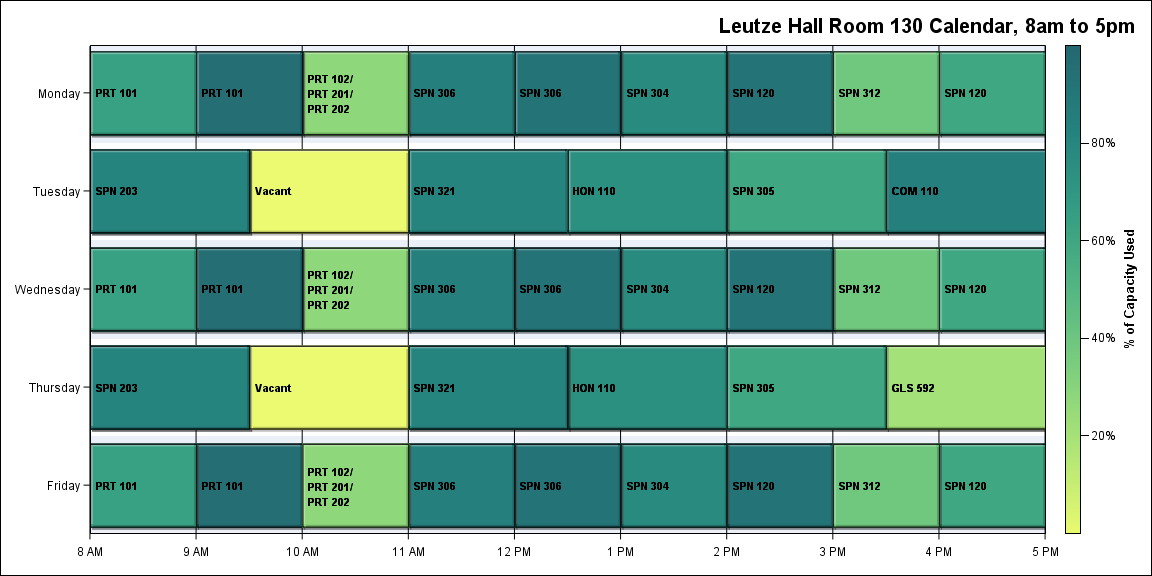 Leutze Hall Room 130 Calendar, 8am to 5pm
Monday
PRT 101
PRT 101
PRT 102/
PRT 201/
PRT 202
SPN 306
SPN 306
SPN 304
SPN 120
SPN 312
SPN 120
Tuesday
SPN 203
Vacant
SPN 321
HON 110
SPN 305
COM 110
Wednesday
PRT 101
PRT 101
PRT 102/
PRT 201/
PRT 202
SPN 306
SPN 306
SPN 304
SPN 120
SPN 312
SPN 120
Thursday
SPN 203
Vacant
SPN 321
HON 110
SPN 305
GLS 592
Friday
PRT 101
PRT 101
PRT 102/
PRT 201/
PRT 202
SPN 306
SPN 306
SPN 304
SPN 120
SPN 312
SPN 120
8 AM
9 AM
10 AM
11 AM
12 PM
1 PM
2 PM
3 PM
4 PM
5 PM
80%
60%
40%
20%
% of Capacity Used